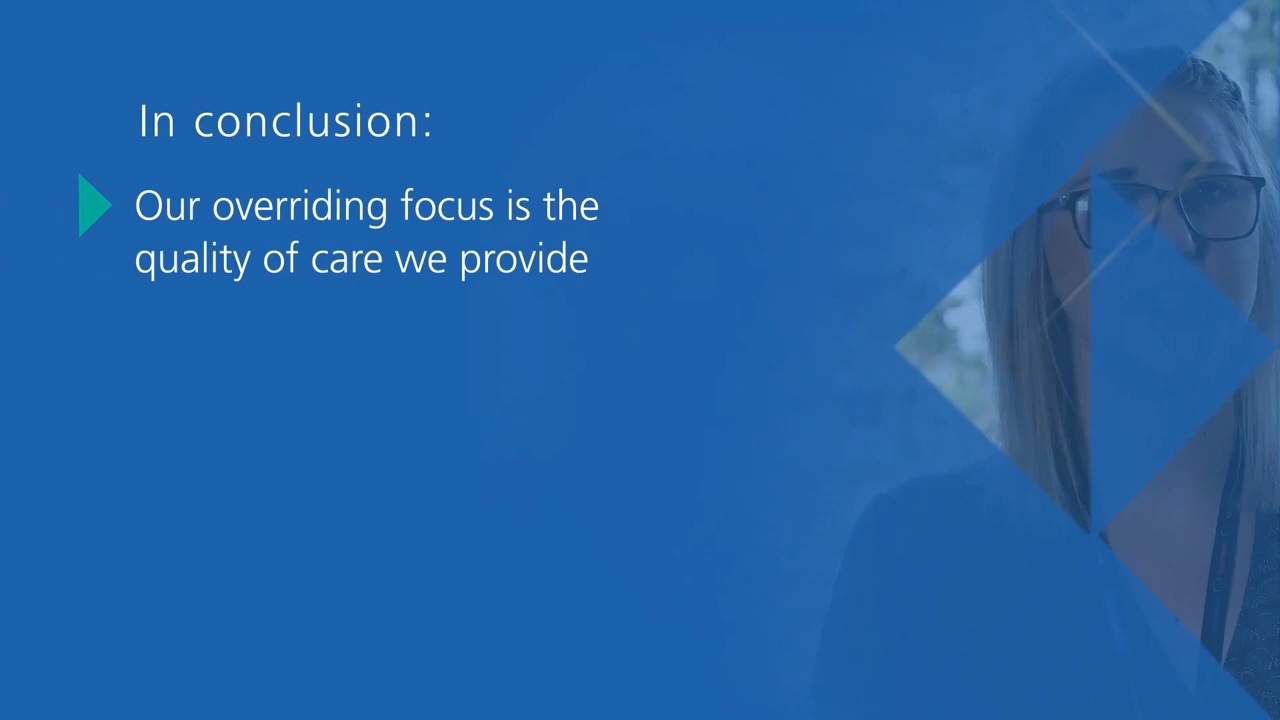 In conclusion:
Our overriding focus is the
quality of care we provide